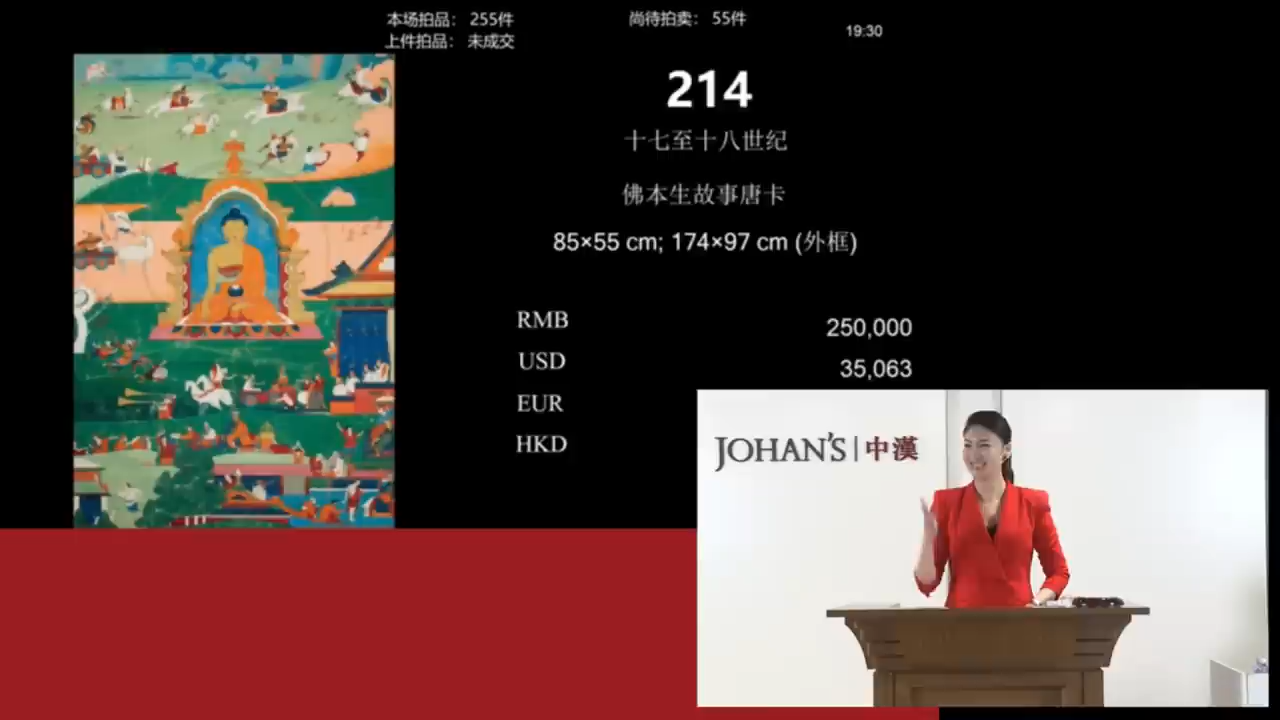 本场拍品： 255件
尚待拍卖： 55件
上件拍品： 未成交
19:30
214
十七至十八世纪
佛本生故事唐卡
85×55 cm; 174×97 cm (外框)
RMB 250,000
USD 35,063
EUR
HKD
JOHAN'S | 中漢